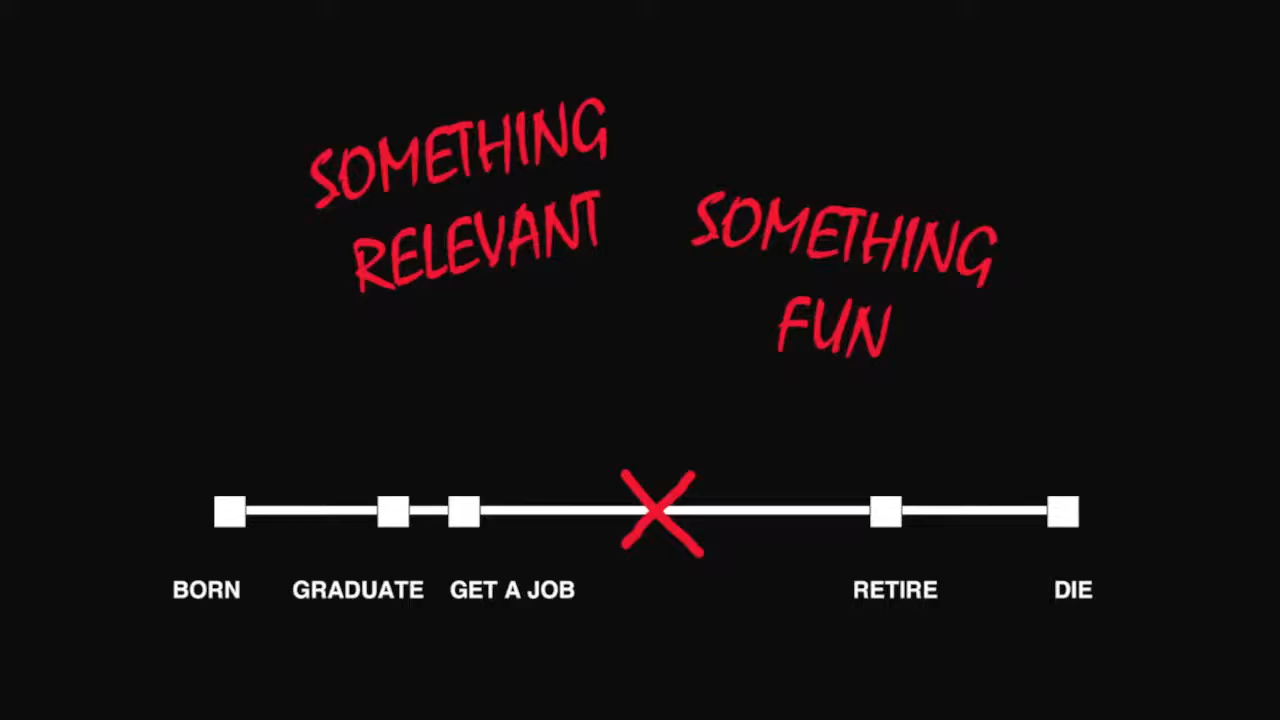 SOMETHING
RELEVANT
SOMETHING
FUN
BORN GRADUATE GET A JOB RETIRE DIE